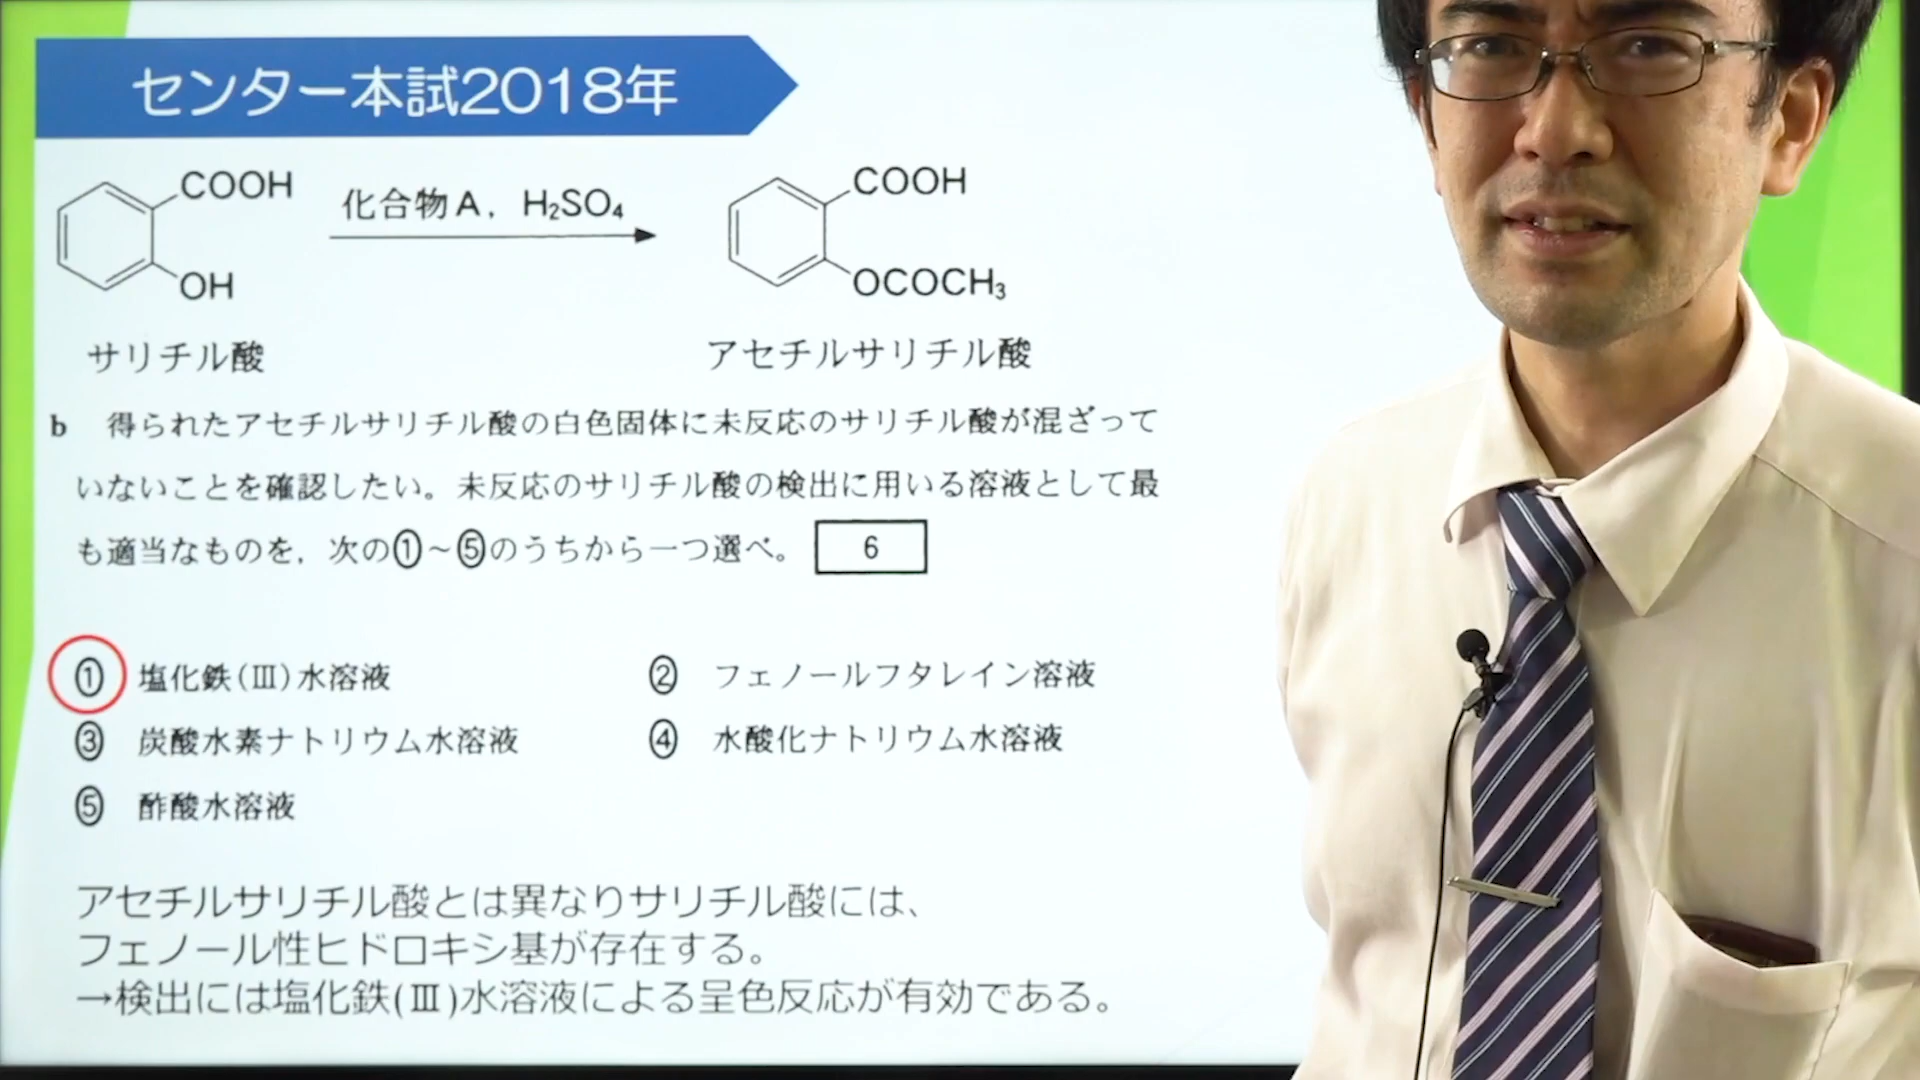 センター本試2018年
COOH
OH
化合物A, H₂SO₄
COOH
OCOCH₃
サリチル酸
アセチルサリチル酸
b 得られたアセチルサリチル酸の白色固体に未反応のサリチル酸が混ざって
いないことを確認したい。未反応のサリチル酸の検出に用いる溶液として最
も適当なものを,次の①~⑤のうちから一つ選べ。 6
① 塩化鉄(Ⅲ)水溶液
② フェノールフタレイン溶液
③ 炭酸水素ナトリウム水溶液
④ 水酸化ナトリウム水溶液
⑤ 酢酸水溶液
アセチルサリチル酸とは異なりサリチル酸には、
フェノール性ヒドロキシ基が存在する。
→検出には塩化鉄(Ⅲ)水溶液による呈色反応が有効である。